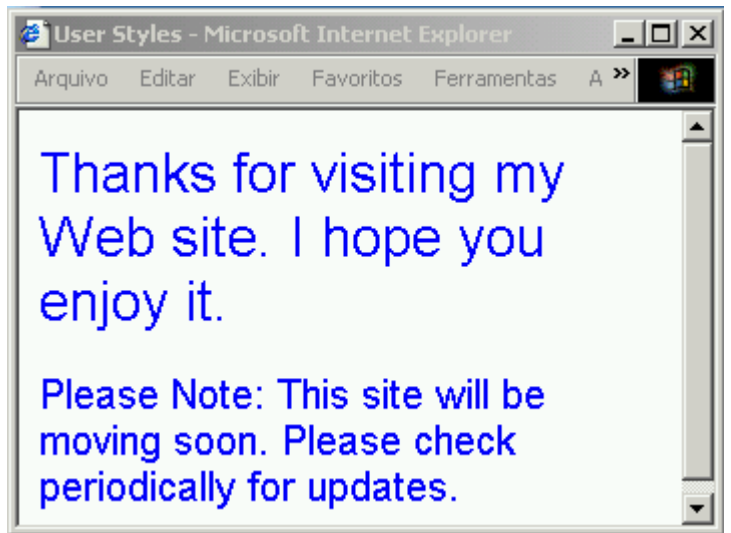 User Styles - Microsoft Internet Explorer
Arquivo Editar Exibir Favoritos Ferramentas A »
Thanks for visiting my
Web site. I hope you
enjoy it.
Please Note: This site will be
moving soon. Please check
periodically for updates.